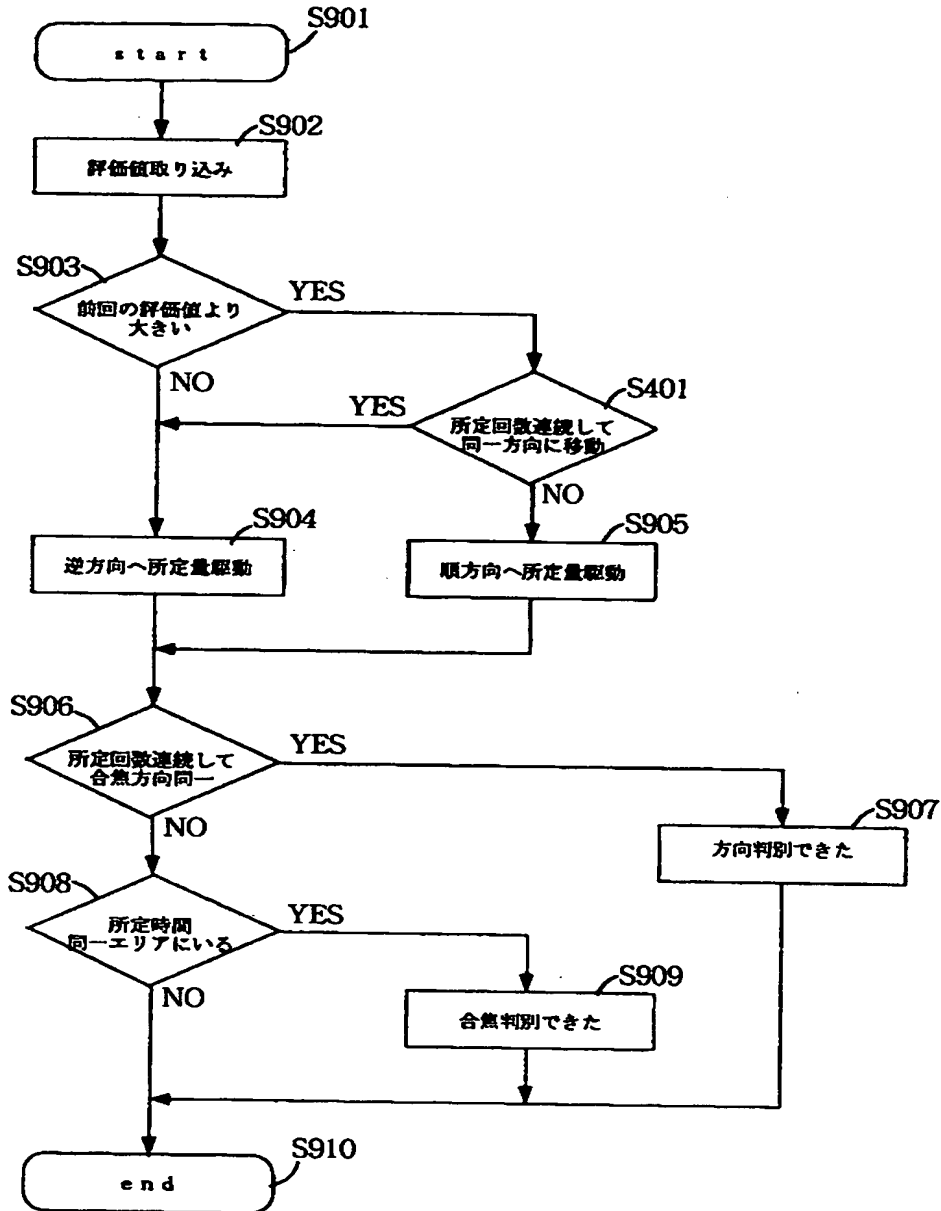 S901
start
S902
評価値取り込み
S903
前回の評価値より
大きい
YES
NO
S401
所定回数連続して
同一方向に移動
YES
NO
S904
逆方向へ所定量駆動
S905
順方向へ所定量駆動
S906
所定回数連続して
合焦方向同一
YES
NO
S907
方向判別できた
S908
所定時間
同一エリアにいる
YES
NO
S909
合焦判別できた
S910
end